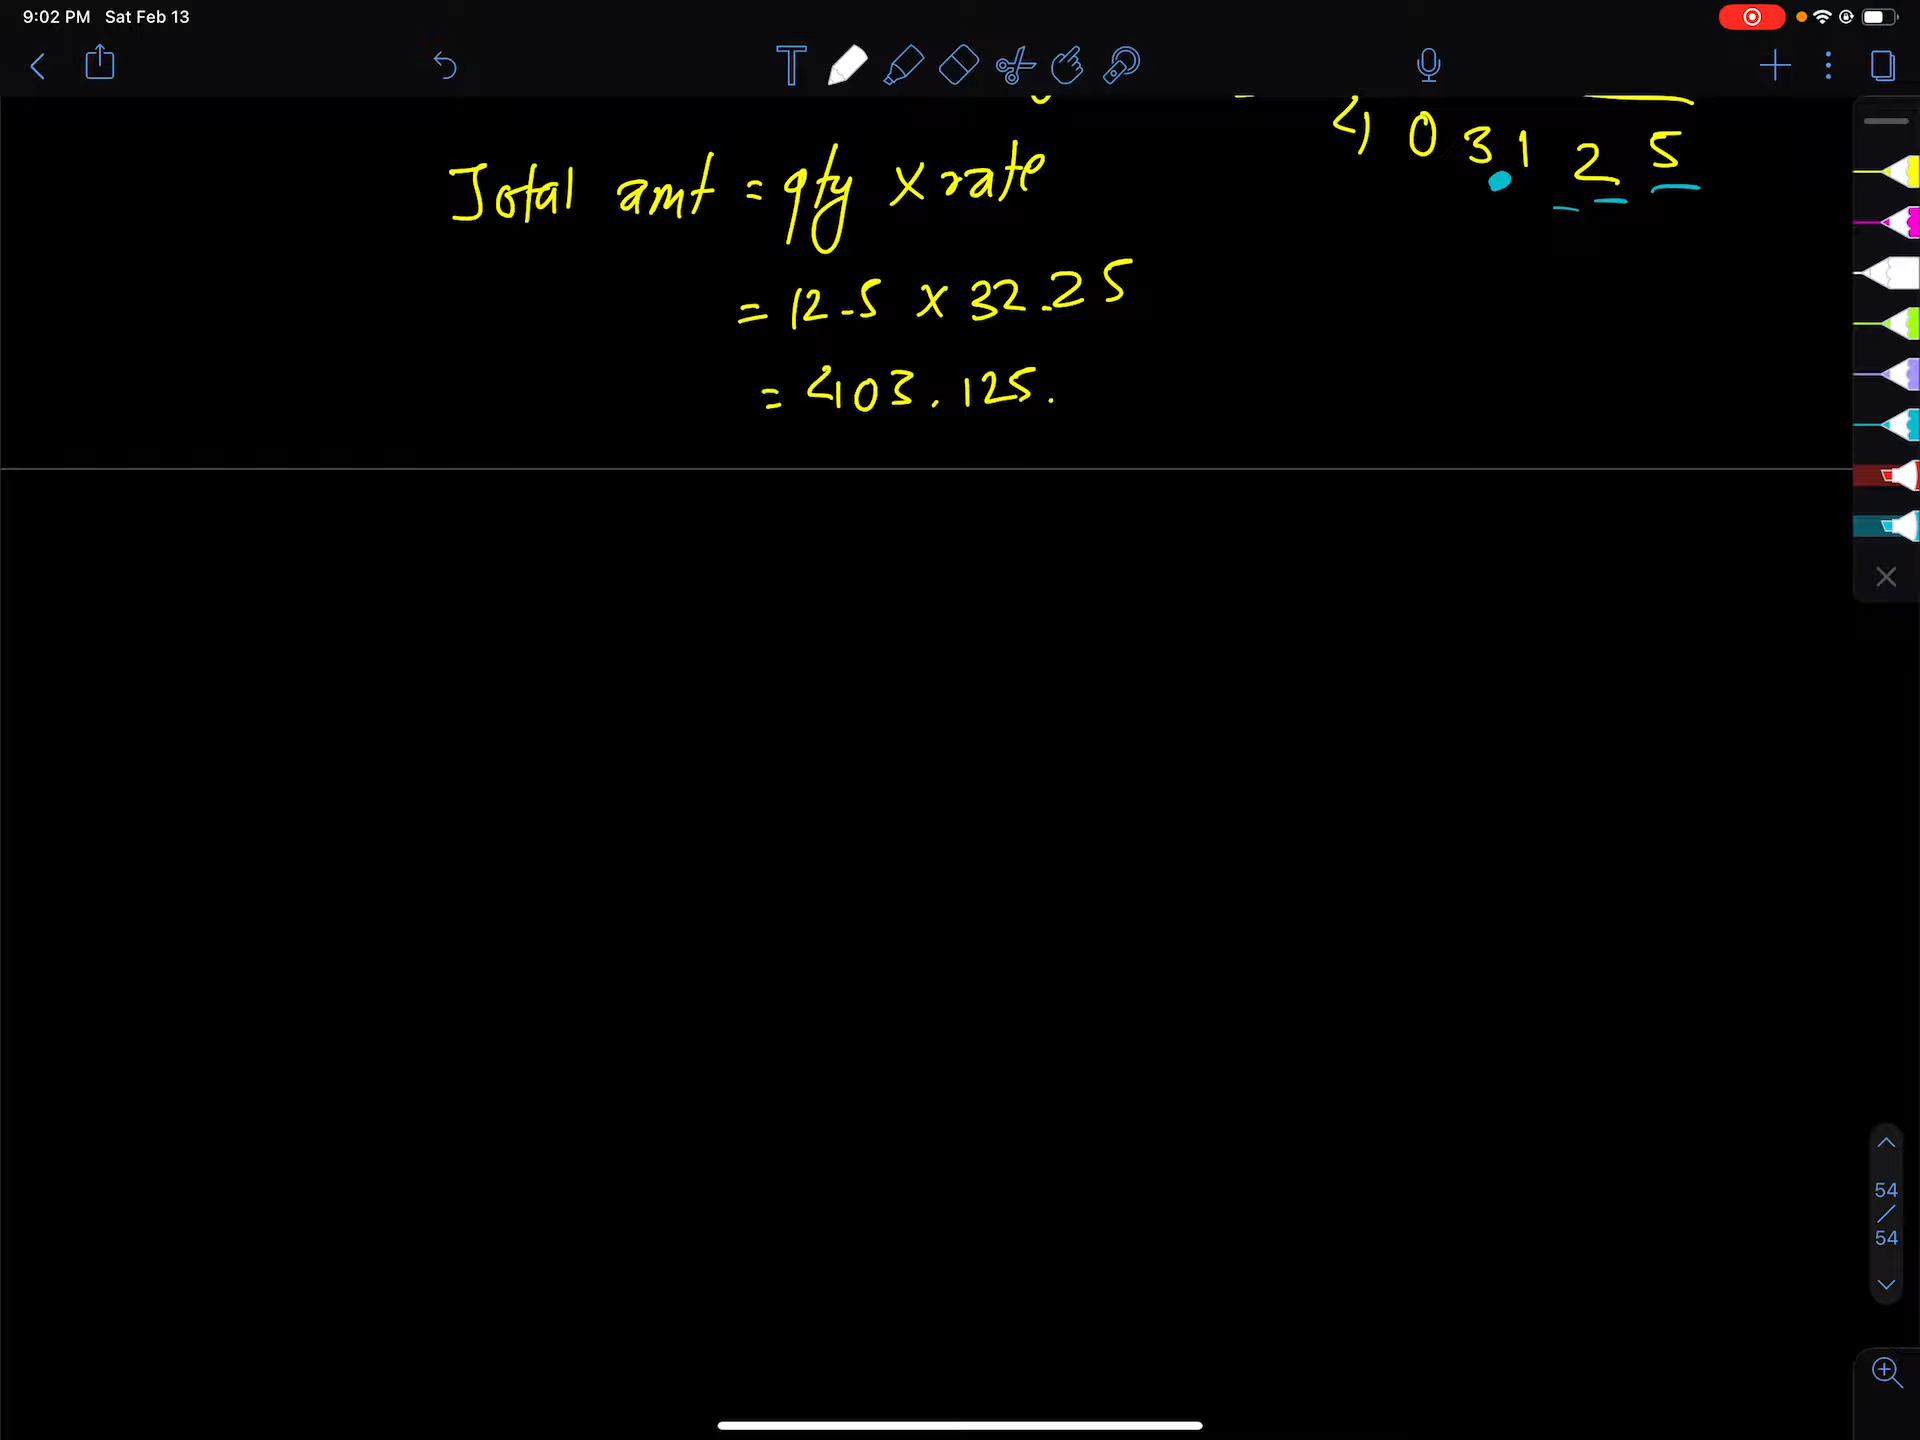 9:02 PM Sat Feb 13
4 0 3 1 2 5
Total amt = qty x rate
= 12.5 x 32.25
= 403.125.
54
/
54